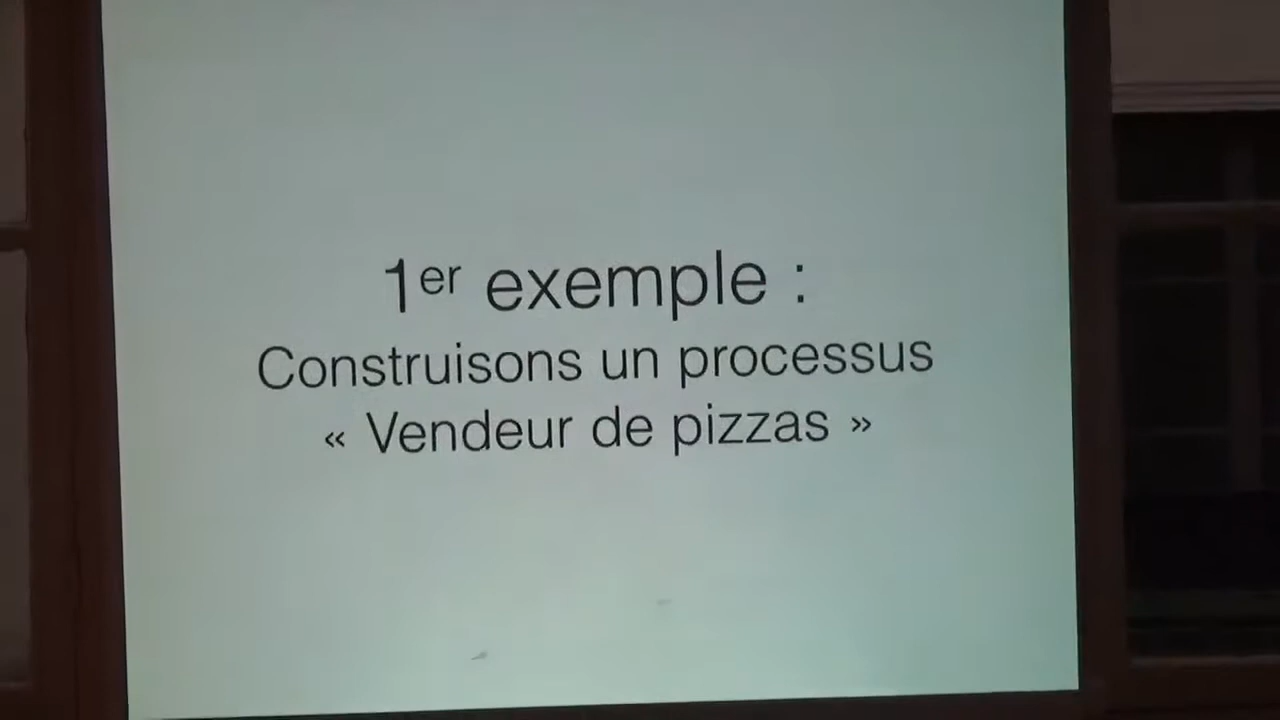 1er exemple :
Construisons un processus
« Vendeur de pizzas »